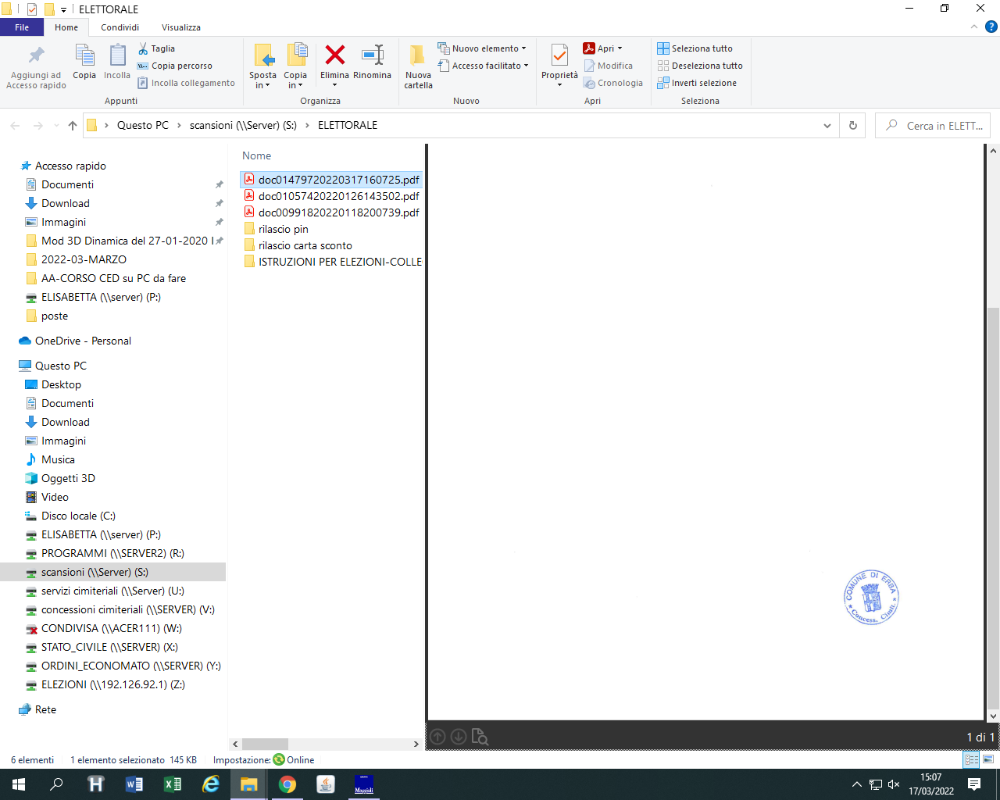 ELETTORALE
File
Home
Condividi
Visualizza
Aggiungi ad
Accesso rapido
Copia
Incolla
Taglia
Copia percorso
Incolla collegamento
Appunti
Sposta
in
Copia
in
Elimina
Rinomina
Organizza
Nuova
cartella
Nuovo elemento
Accesso facilitato
Nuovo
Proprietà
Apri
Modifica
Cronologia
Apri
Seleziona tutto
Deseleziona tutto
Inverti selezione
Seleziona
Questo PC > scansioni (\\Server) (S:) > ELETTORALE
Cerca in ELETT...
Accesso rapido
Documenti
Download
Immagini
Mod 3D Dinamica del 27-01-2020 I
2022-03-MARZO
AA-CORSO CED su PC da fare
ELISABETTA (\\server) (P:)
poste
OneDrive - Personal
Questo PC
Desktop
Documenti
Download
Immagini
Musica
Oggetti 3D
Video
Disco locale (C:)
ELISABETTA (\\server) (P:)
PROGRAMMI (\\SERVER2) (R:)
scansioni (\\Server) (S:)
servizi cimiteriali (\\Server) (U:)
concessioni cimiteriali (\\SERVER) (V:)
CONDIVISA (\\ACER111) (W:)
STATO_CIVILE (\\SERVER) (X:)
ORDINI_ECONOMATO (\\SERVER) (Y:)
ELEZIONI (\\192.126.92.1) (Z:)
Rete
Nome
doc01479720220317160725.pdf
doc01057420220126143502.pdf
doc00991820220118200739.pdf
rilascio pin
rilascio carta sconto
ISTRUZIONI PER ELEZIONI-COLLE
COMUNE DI ERBA
* Concess. Cimit. *
1 di 1
6 elementi
1 elemento selezionato 145 KB
Impostazione: Online
Maggioli
15:07
17/03/2022